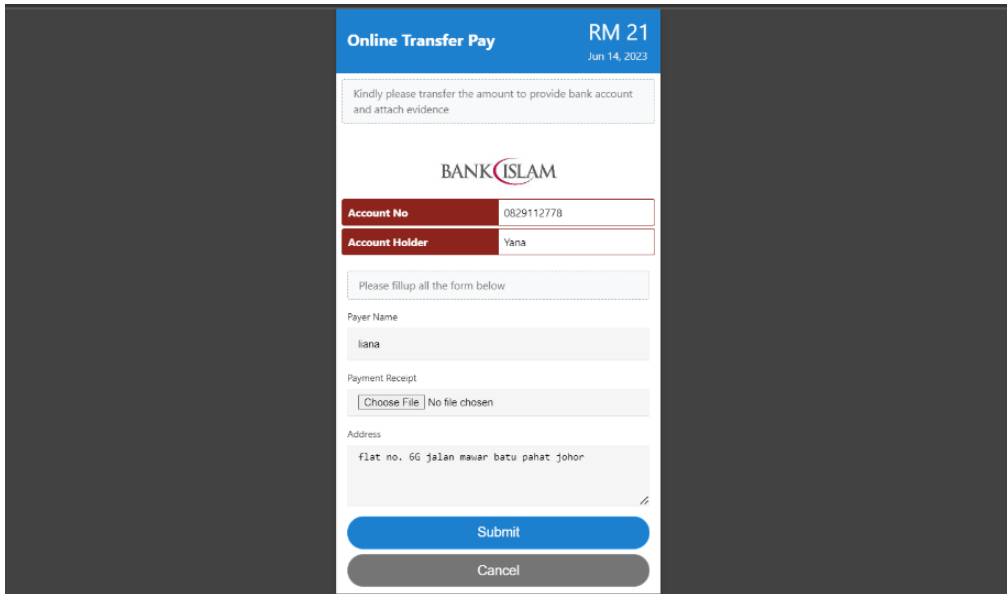 Online Transfer Pay
RM 21
Jun 14, 2023
Kindly please transfer the amount to provide bank account
and attach evidence
BANK ISLAM
Account No 0829112778
Account Holder Yana
Please fillup all the form below
Payer Name
liana
Payment Receipt
Choose File No file chosen
Address
flat no. 6G jalan mawar batu pahat johor
Submit
Cancel